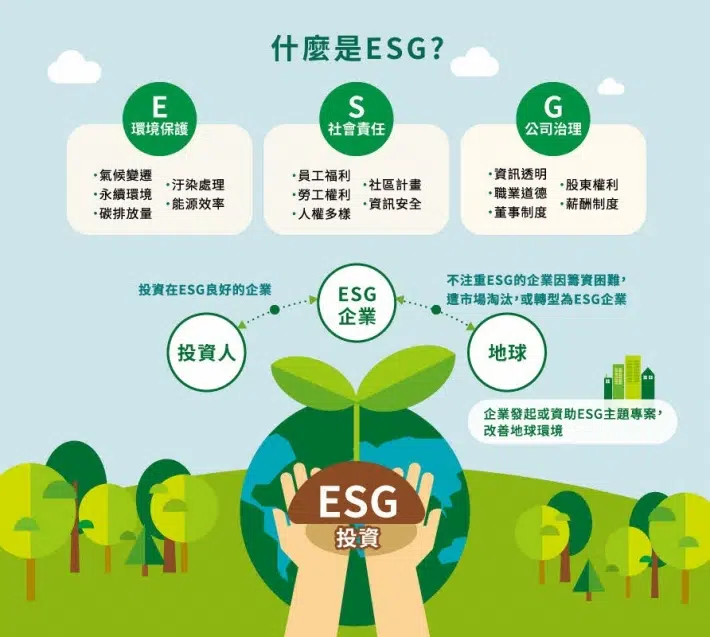 什麼是ESG?
E
環境保護
·氣候變遷
·永續環境
·碳排放量
·汙染處理
·能源效率
S
社會責任
·員工福利
·勞工權利
·人權多樣
·社區計畫
·資訊安全
G
公司治理
·資訊透明
·職業道德
·董事制度
·股東權利
·薪酬制度
投資在ESG良好的企業
ESG
企業
不注重ESG的企業因籌資困難,
遭市場淘汰,或轉型為ESG企業
投資人
地球
企業發起或資助ESG主題專案,
改善地球環境
ESG
投資